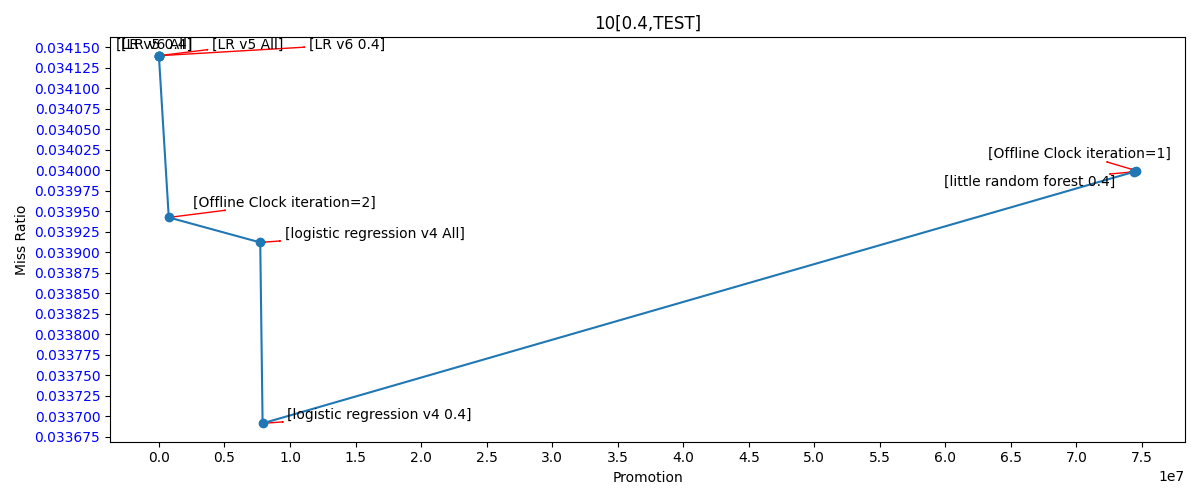 10[0.4,TEST]
[LR v5 0.4]
[LR v6 All]
[LR v5 All]
[LR v6 0.4]
[Offline Clock iteration=1]
[little random forest 0.4]
[Offline Clock iteration=2]
[logistic regression v4 All]
[logistic regression v4 0.4]
Miss Ratio
0.034150
0.034125
0.034100
0.034075
0.034050
0.034025
0.034000
0.033975
0.033950
0.033925
0.033900
0.033875
0.033850
0.033825
0.033800
0.033775
0.033750
0.033725
0.033700
0.033675
0.0 0.5 1.0 1.5 2.0 2.5 3.0 3.5 4.0 4.5 5.0 5.5 6.0 6.5 7.0 7.5
1e7
Promotion